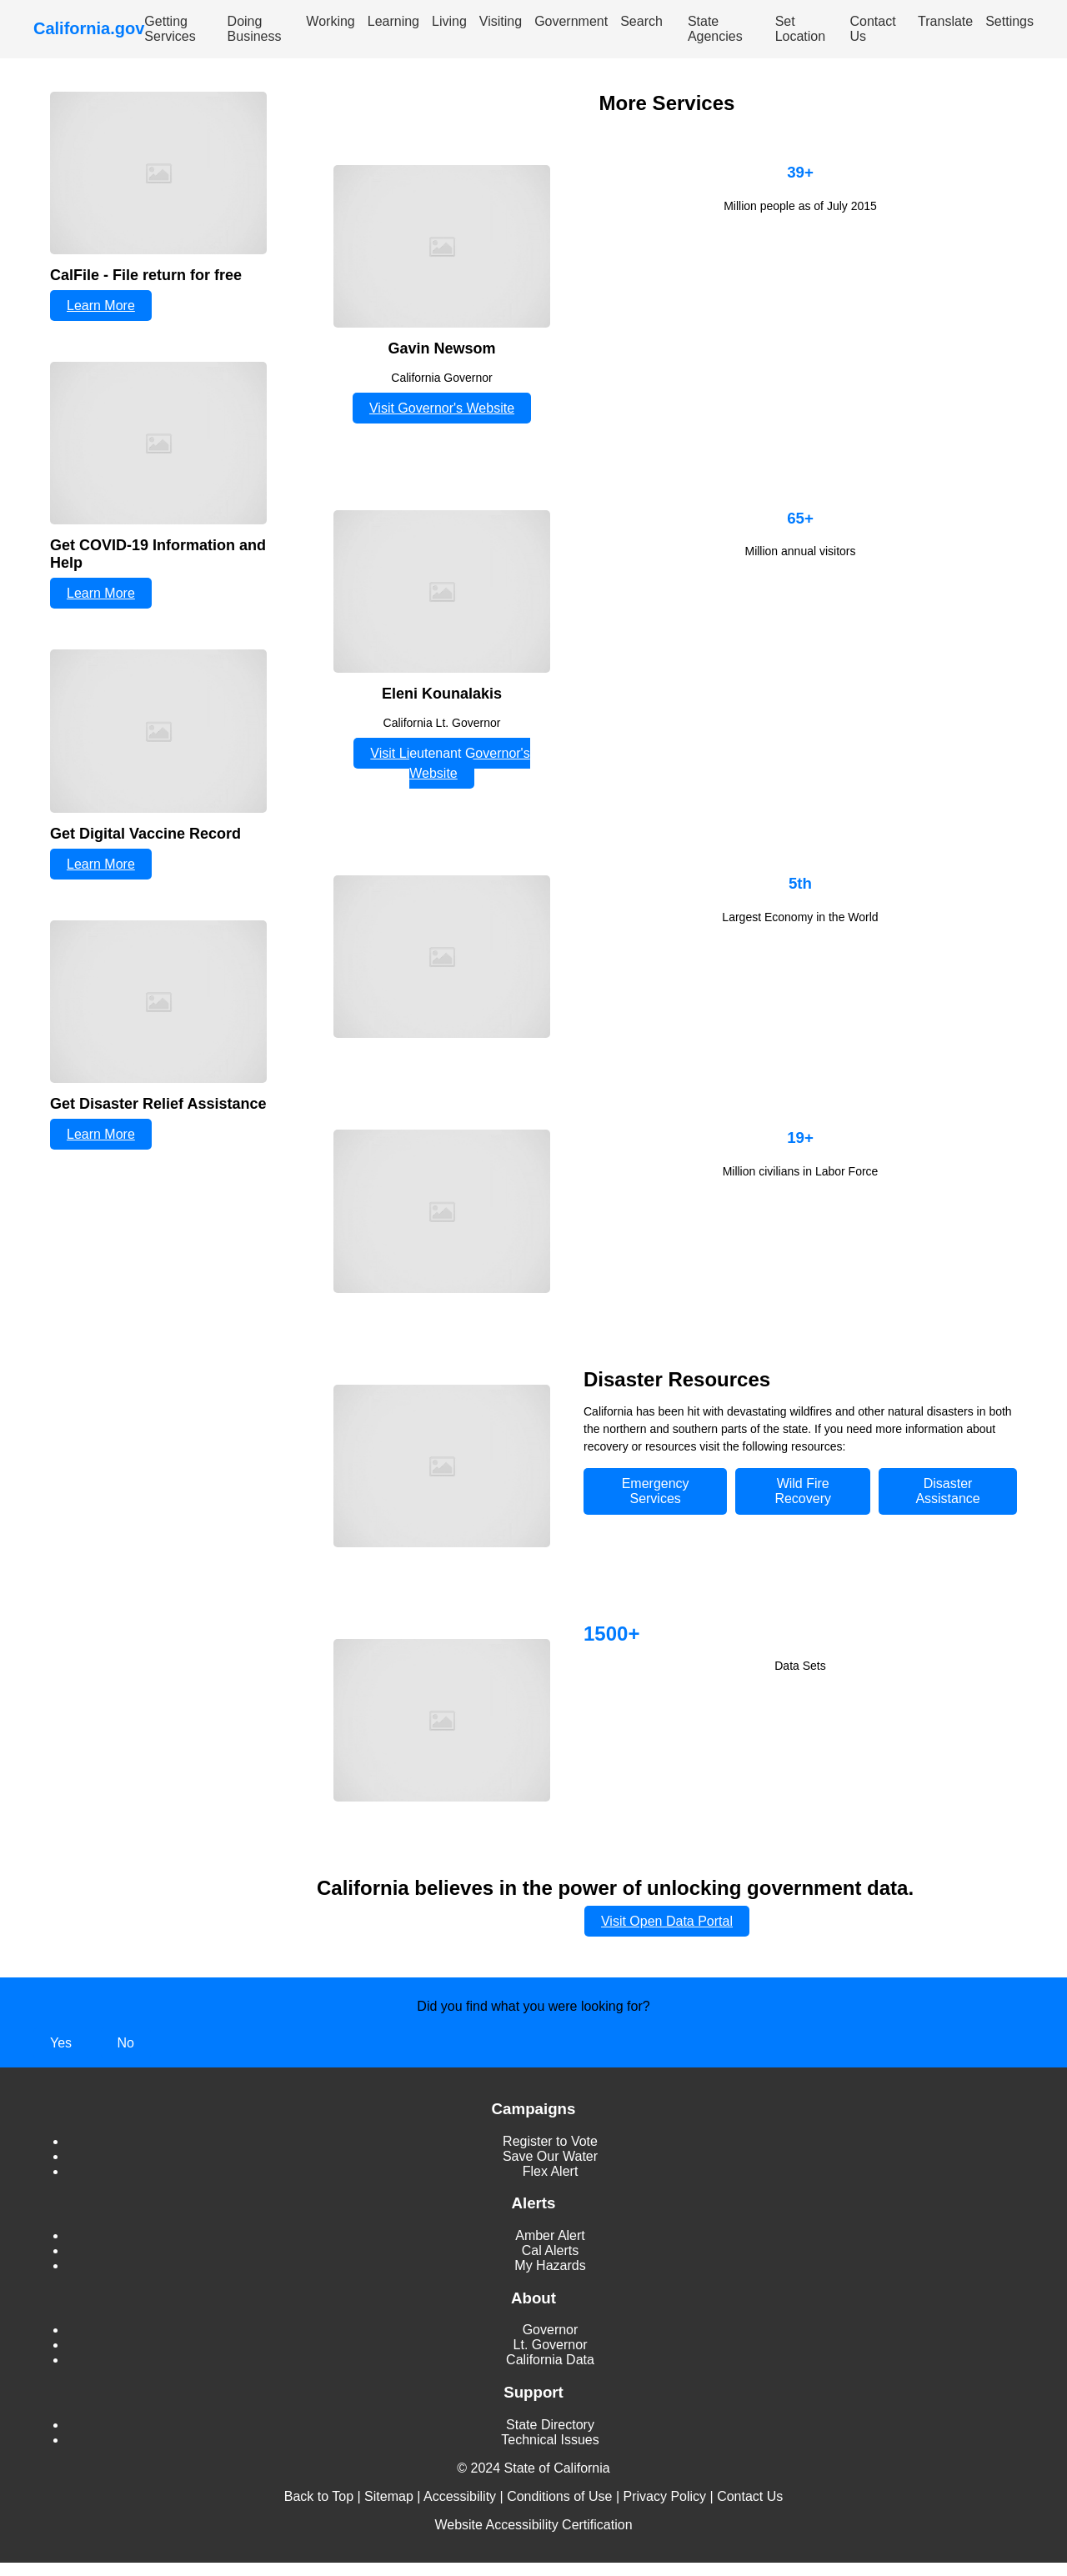 California.gov
Getting Services
Doing Business
Working
Learning
Living
Visiting
Government
Search
State Agencies
Set Location
Contact Us
Translate
Settings
CalFile - File return for free
Learn More
Get COVID-19 Information and
Help
Learn More
Get Digital Vaccine Record
Learn More
Get Disaster Relief Assistance
Learn More
More Services
Gavin Newsom
California Governor
Visit Governor's Website
39+
Million people as of July 2015
Eleni Kounalakis
California Lt. Governor
Visit Lieutenant Governor's
Website
65+
Million annual visitors
5th
Largest Economy in the World
19+
Million civilians in Labor Force
Disaster Resources
California has been hit with devastating wildfires and other natural disasters in both
the northern and southern parts of the state. If you need more information about
recovery or resources visit the following resources:
Emergency
Services
Wild Fire
Recovery
Disaster
Assistance
1500+
Data Sets
California believes in the power of unlocking government data.
Visit Open Data Portal
Did you find what you were looking for?
Yes
No
Campaigns
Register to Vote
Save Our Water
Flex Alert
Alerts
Amber Alert
Cal Alerts
My Hazards
About
Governor
Lt. Governor
California Data
Support
State Directory
Technical Issues
© 2024 State of California
Back to Top | Sitemap | Accessibility | Conditions of Use | Privacy Policy | Contact Us
Website Accessibility Certification